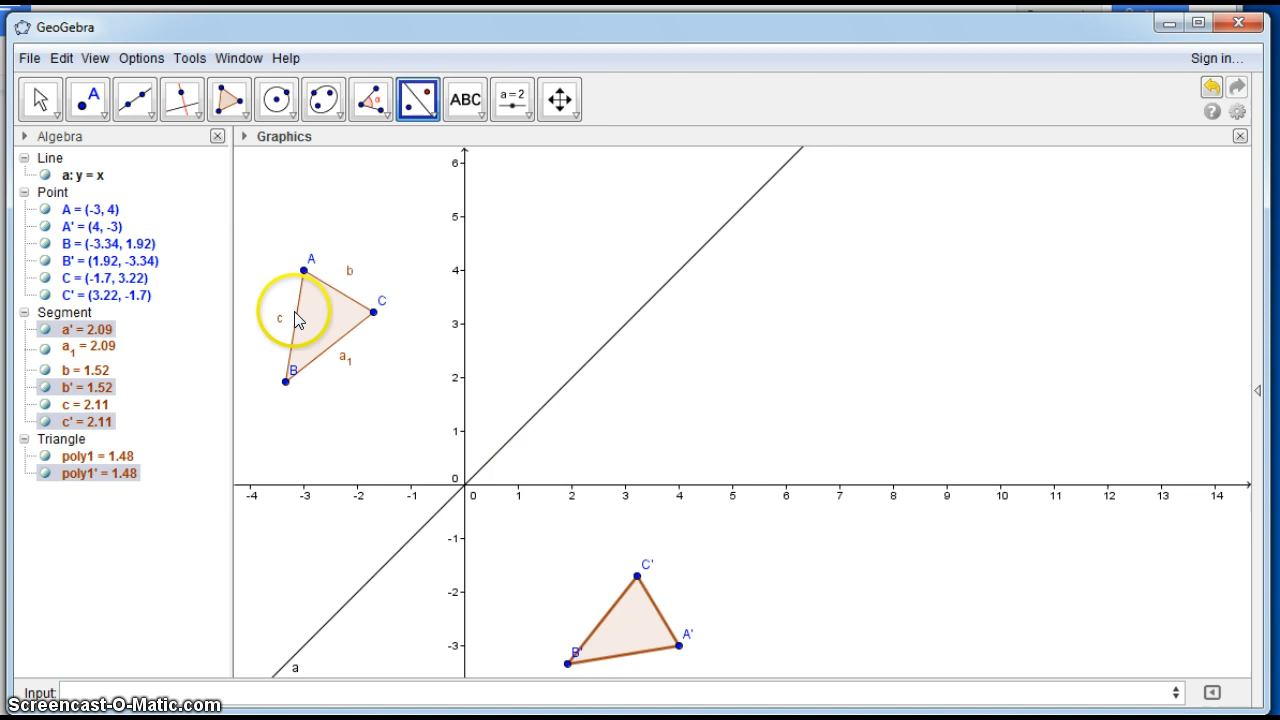 GeoGebra
File Edit View Options Tools Window Help Sign in...
A α ABC a=2
Algebra
Graphics
Line
a: y = x
Point
A = (-3, 4)
A' = (4, -3)
B = (-3.34, 1.92)
B' = (1.92, -3.34)
C = (-1.7, 3.22)
C' = (3.22, -1.7)
Segment
a' = 2.09
a1 = 2.09
b = 1.52
b' = 1.52
c = 2.11
c' = 2.11
Triangle
poly1 = 1.48
poly1' = 1.48
6
5
A
b
4
C
c
3
a1
B
2
1
0
-4 -3 -2 -1 0 1 2 3 4 5 6 7 8 9 10 11 12 13 14
-1
C'
-2
A'
-3
B'
a
Input:
Screencast-O-Matic.com